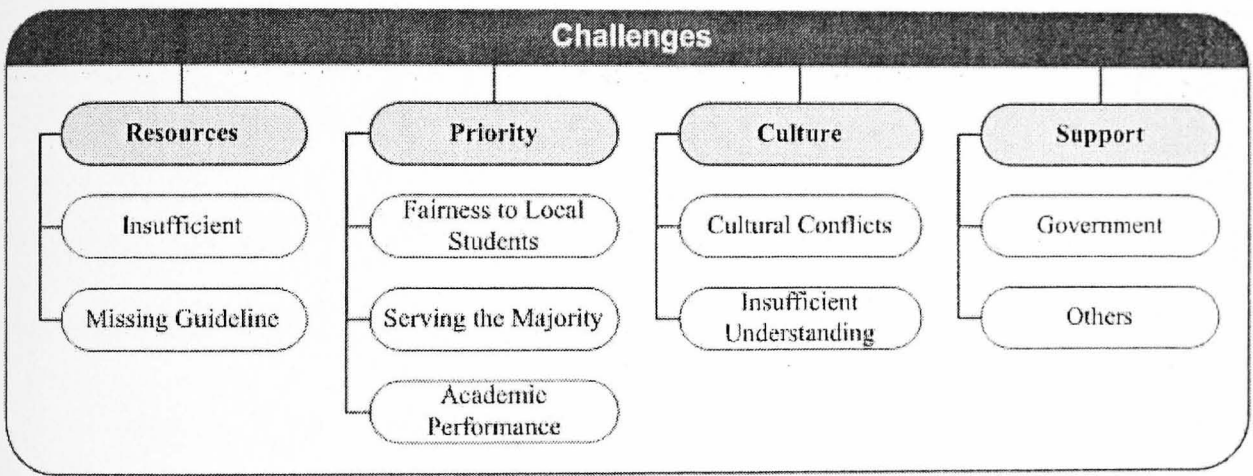 Challenges
Resources
Insufficient
Missing Guideline
Priority
Fairness to Local
Students
Serving the Majority
Academic
Performance
Culture
Cultural Conflicts
Insufficient
Understanding
Support
Government
Others